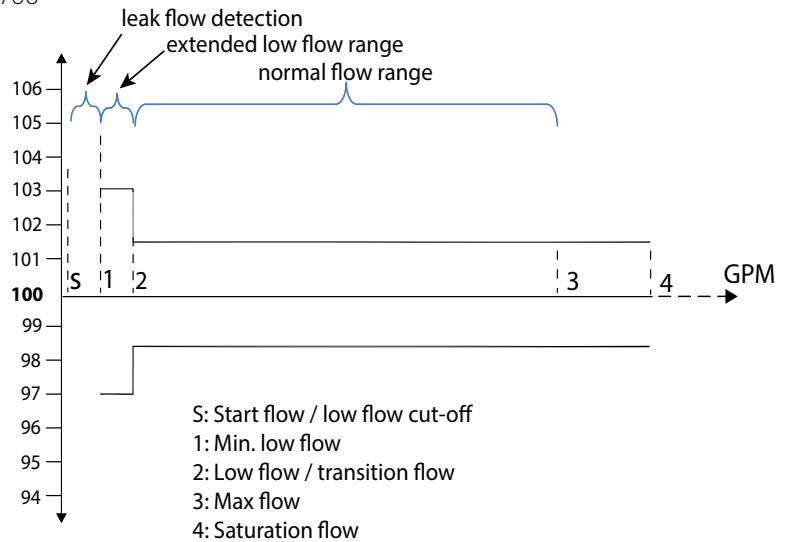 leak flow detection
extended low flow range
normal flow range
106
105
104
103
102
101
100
99
98
97
96
95
94
S
1
2
3
4
GPM
S: Start flow / low flow cut-off
1: Min. low flow
2: Low flow / transition flow
3: Max flow
4: Saturation flow